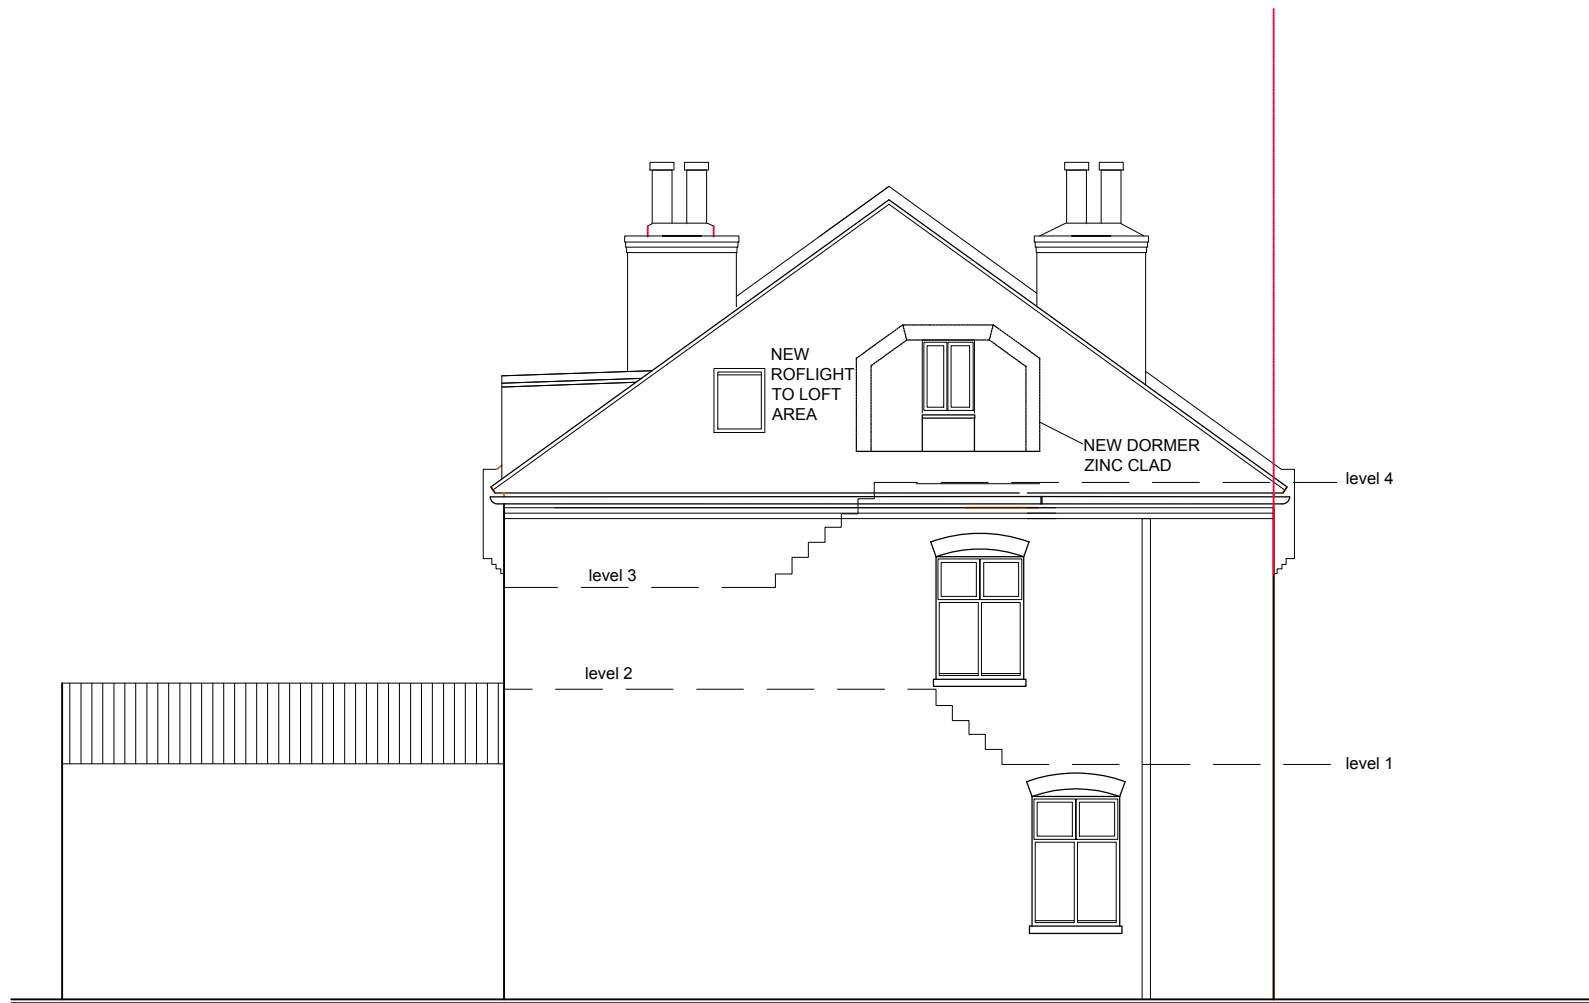 NEW
ROFLIGHT
TO LOFT
AREA
NEW DORMER
ZINC CLAD
level 4
level 3
level 2
level 1